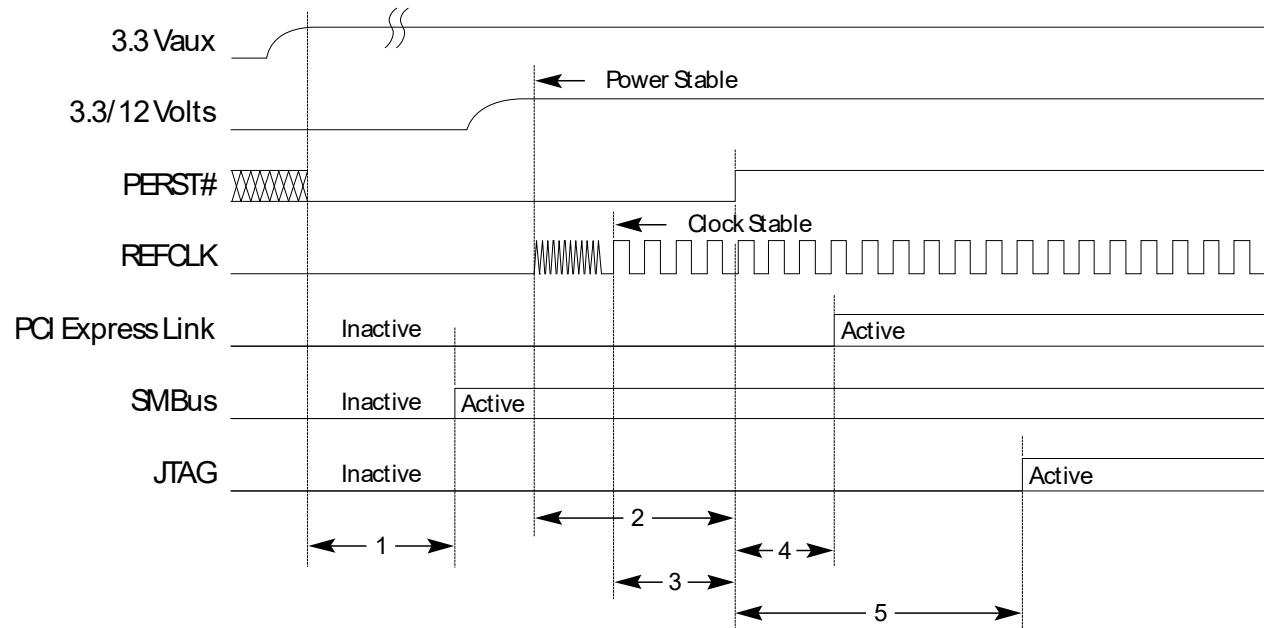 3.3 Vaux
Power Stable
3.3/12 Volts
PERST#
Clock Stable
REFCLK
PCI Express Link
Inactive
Active
SMBus
Inactive
Active
JTAG
Inactive
Active
2
1
4
3
5